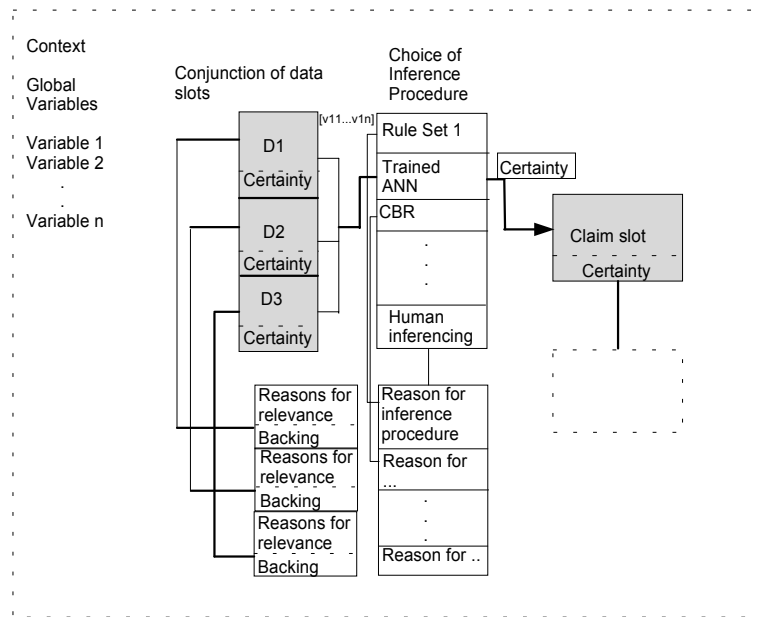 Context
Global
Variables
Variable 1
Variable 2
.
.
Variable n
Conjunction of data
slots
[v11...v1n]
D1
Certainty
D2
Certainty
D3
Certainty
Reasons for
relevance
Backing
Reasons for
relevance
Backing
Reasons for
relevance
Backing
Choice of
Inference
Procedure
Rule Set 1
Trained
ANN
CBR
.
.
.
Human
inferencing
Reason for
inference
procedure
Reason for
...
.
.
.
Reason for ..
Certainty
Claim slot
Certainty